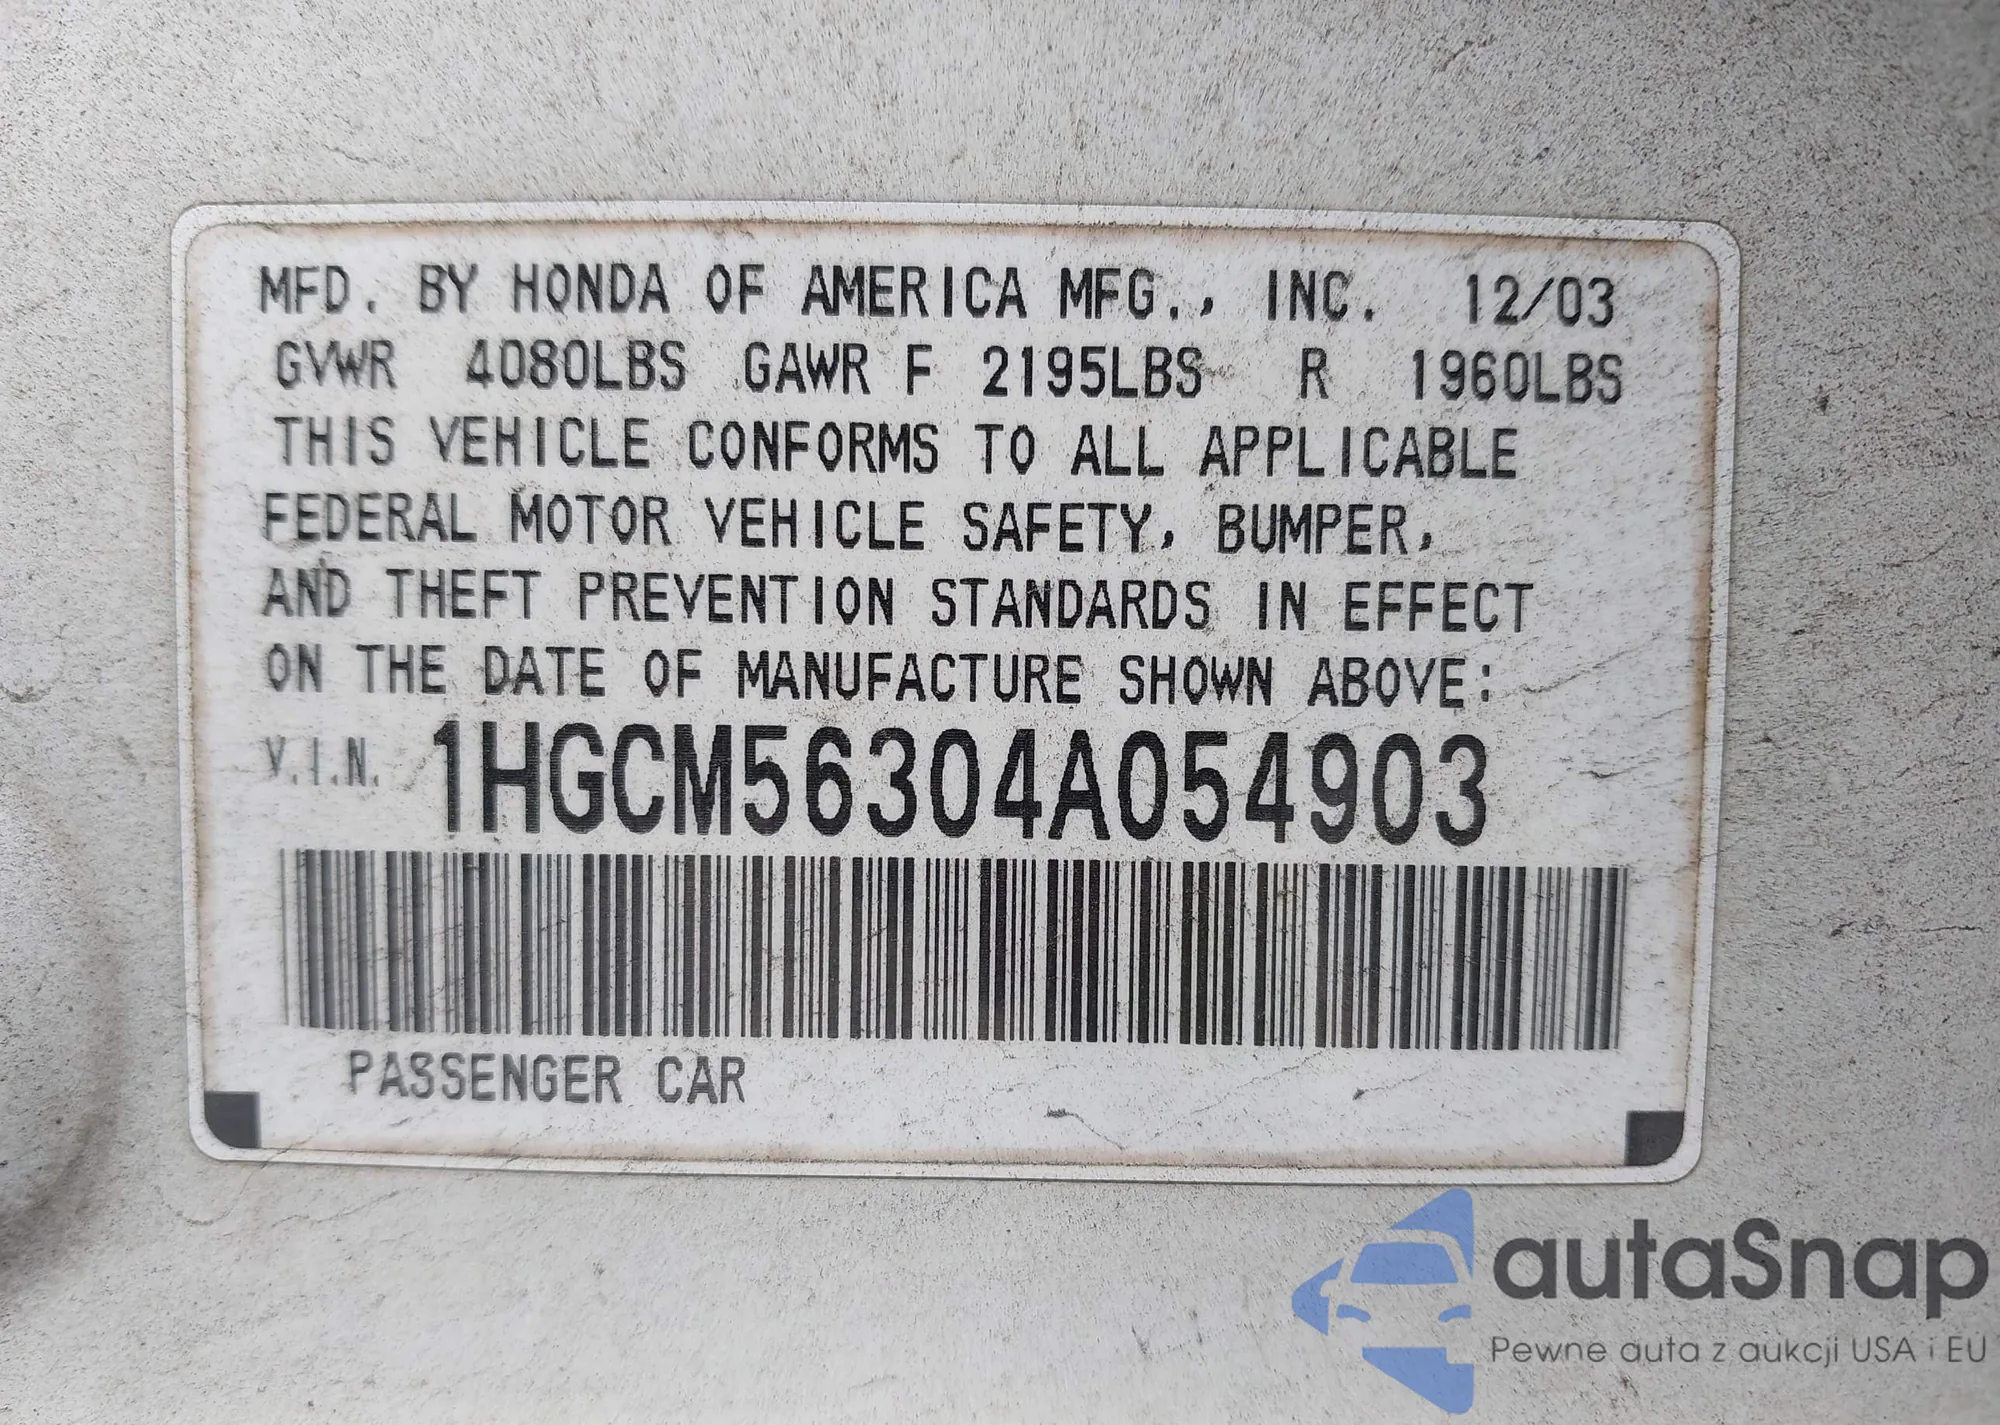 MFD. BY HONDA OF AMERICA MFG., INC. 12/03
GVWR 4080LBS GAWR F 2195LBS R 1960LBS
THIS VEHICLE CONFORMS TO ALL APPLICABLE
FEDERAL MOTOR VEHICLE SAFETY, BUMPER,
AND THEFT PREVENTION STANDARDS IN EFFECT
ON THE DATE OF MANUFACTURE SHOWN ABOVE:
V.I.N. 1HGCM56304A054903
PASSENGER CAR
autaSnap
Pewne auta z aukcji USA i EU